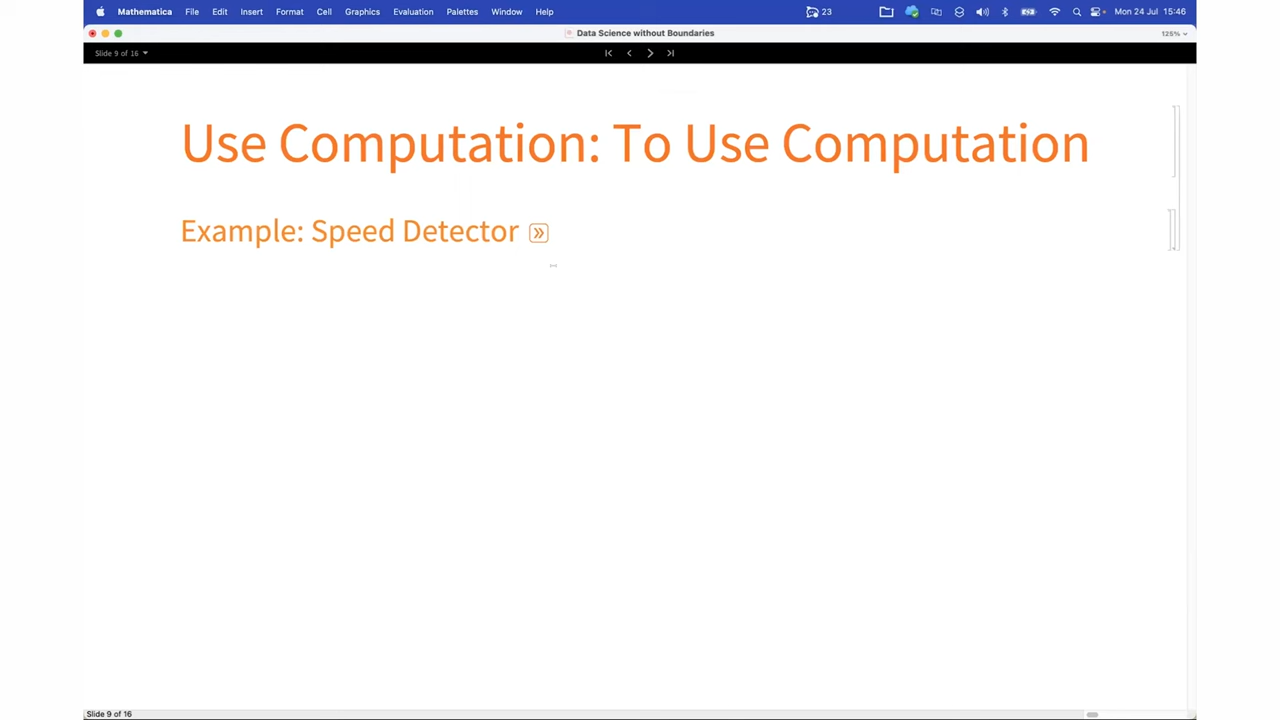 Mathematica File Edit Insert Format Cell Graphics Evaluation Palettes Window Help 23 Mon 24 Jul 15:46
Data Science without Boundaries 125%
Slide 9 of 16
Use Computation: To Use Computation
Example: Speed Detector »
Slide 9 of 16